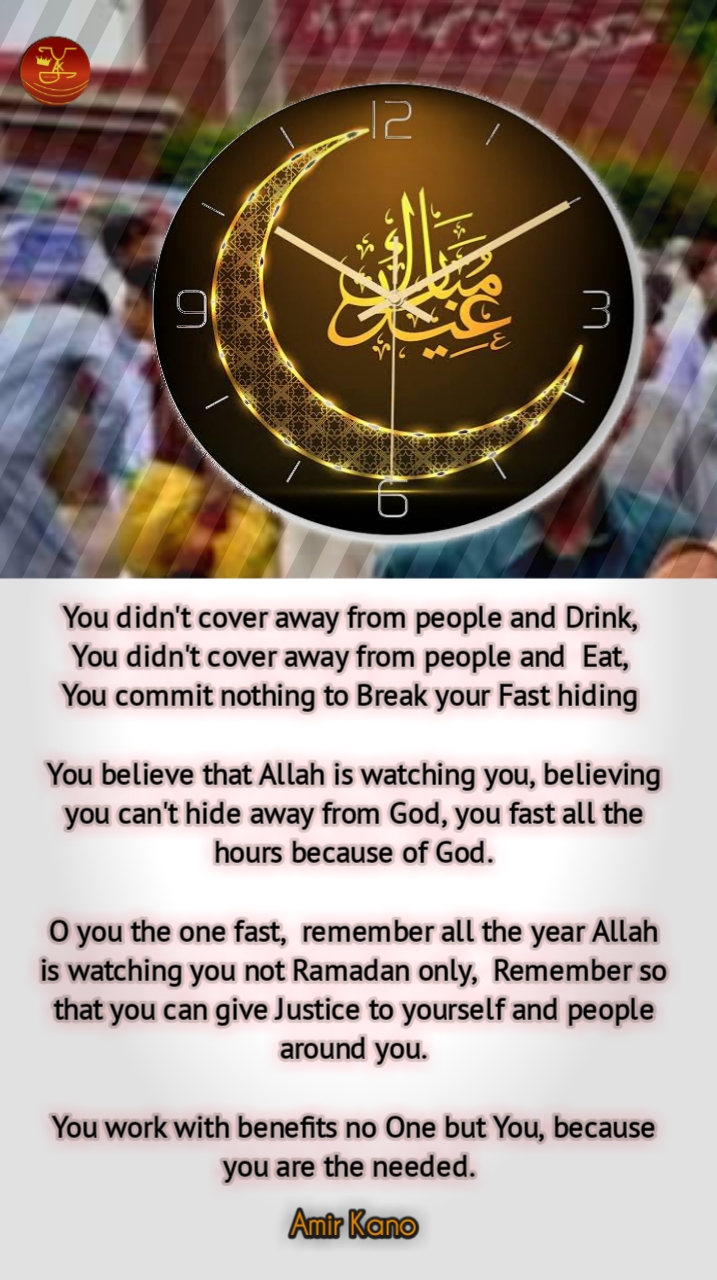 12
9
3
6
عيد مبارك
You didn't cover away from people and Drink,
You didn't cover away from people and Eat,
You commit nothing to Break your Fast hiding
You believe that Allah is watching you, believing
you can't hide away from God, you fast all the
hours because of God.
O you the one fast, remember all the year Allah
is watching you not Ramadan only, Remember so
that you can give Justice to yourself and people
around you.
You work with benefits no One but You, because
you are the needed.
Amir Kano